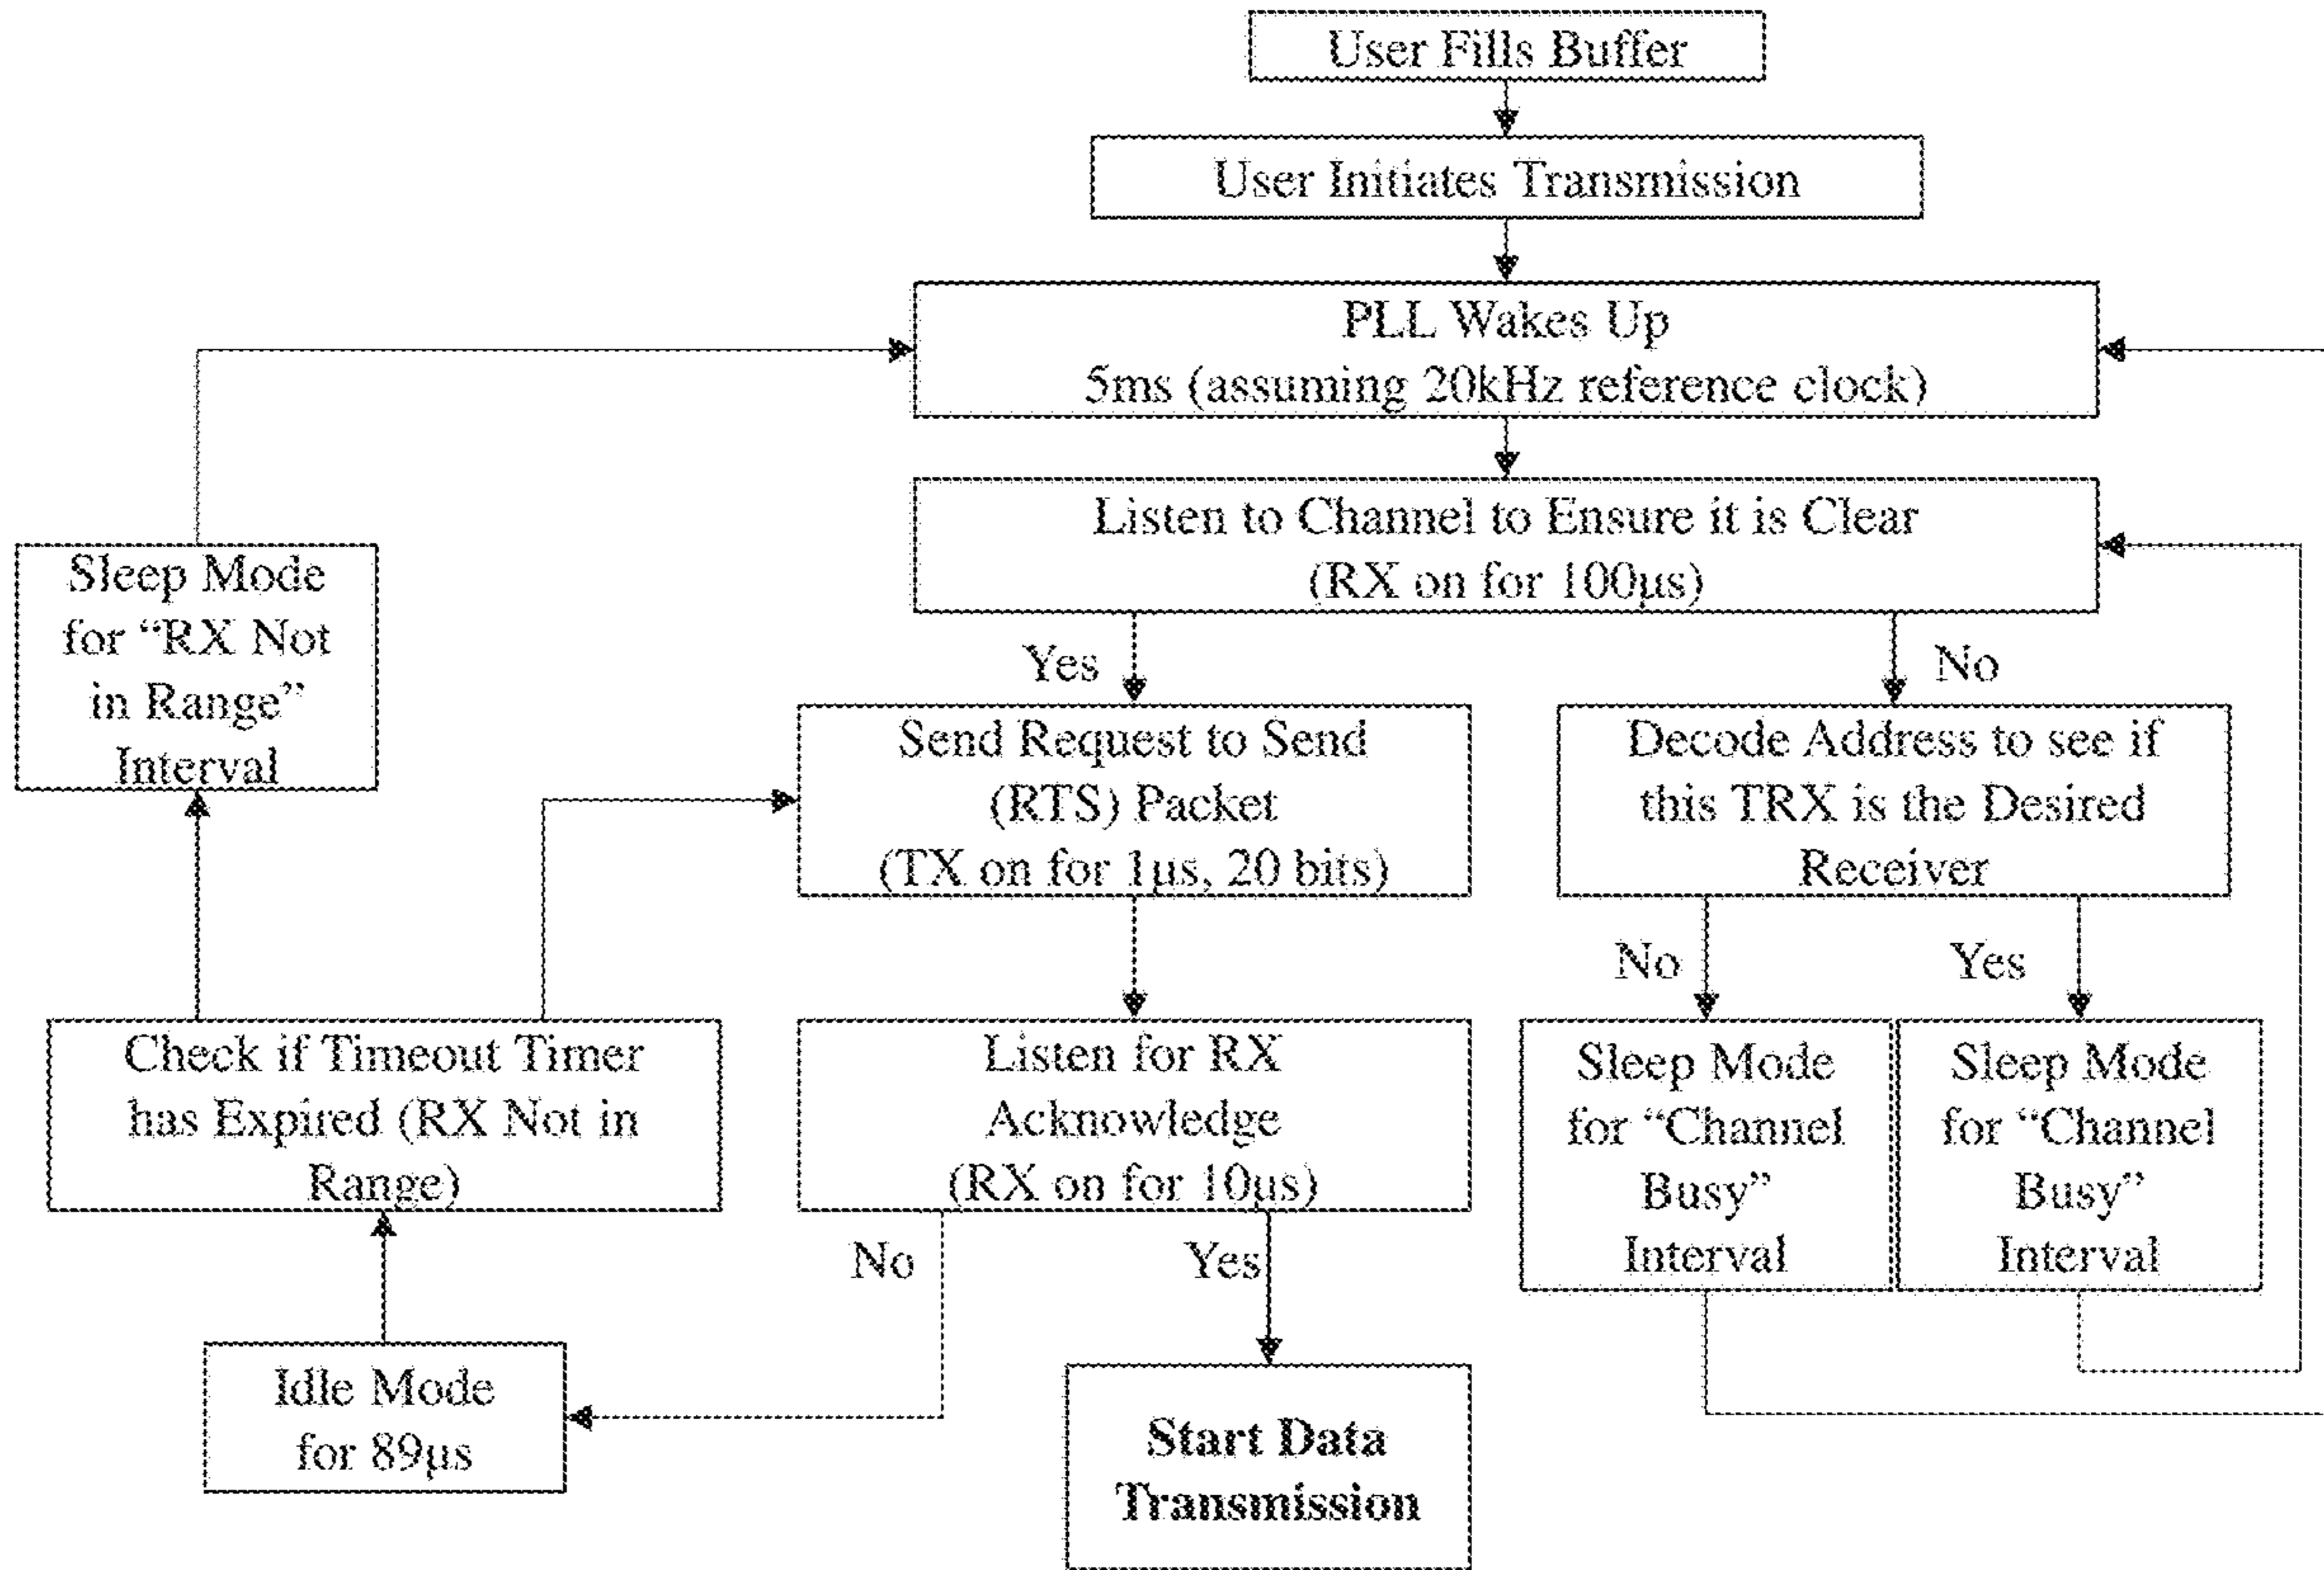 User Fills Buffer
User Initiates Transmission
PLL Wakes Up
5ms (assuming 20kHz reference clock)
Listen to Channel to Ensure it is Clear
(RX on for 100μs)
Sleep Mode
for “RX Not
in Range”
Interval
Yes
No
Send Request to Send
(RTS) Packet
(TX on for 1μs, 20 bits)
Decode Address to see if
this TRX is the Desired
Receiver
No
Yes
Check if Timeout Timer
has Expired (RX Not in
Range)
Listen for RX
Acknowledge
(RX on for 10μs)
Sleep Mode
for “Channel
Busy”
Interval
Sleep Mode
for “Channel
Busy”
Interval
No
Yes
Idle Mode
for 89μs
Start Data
Transmission